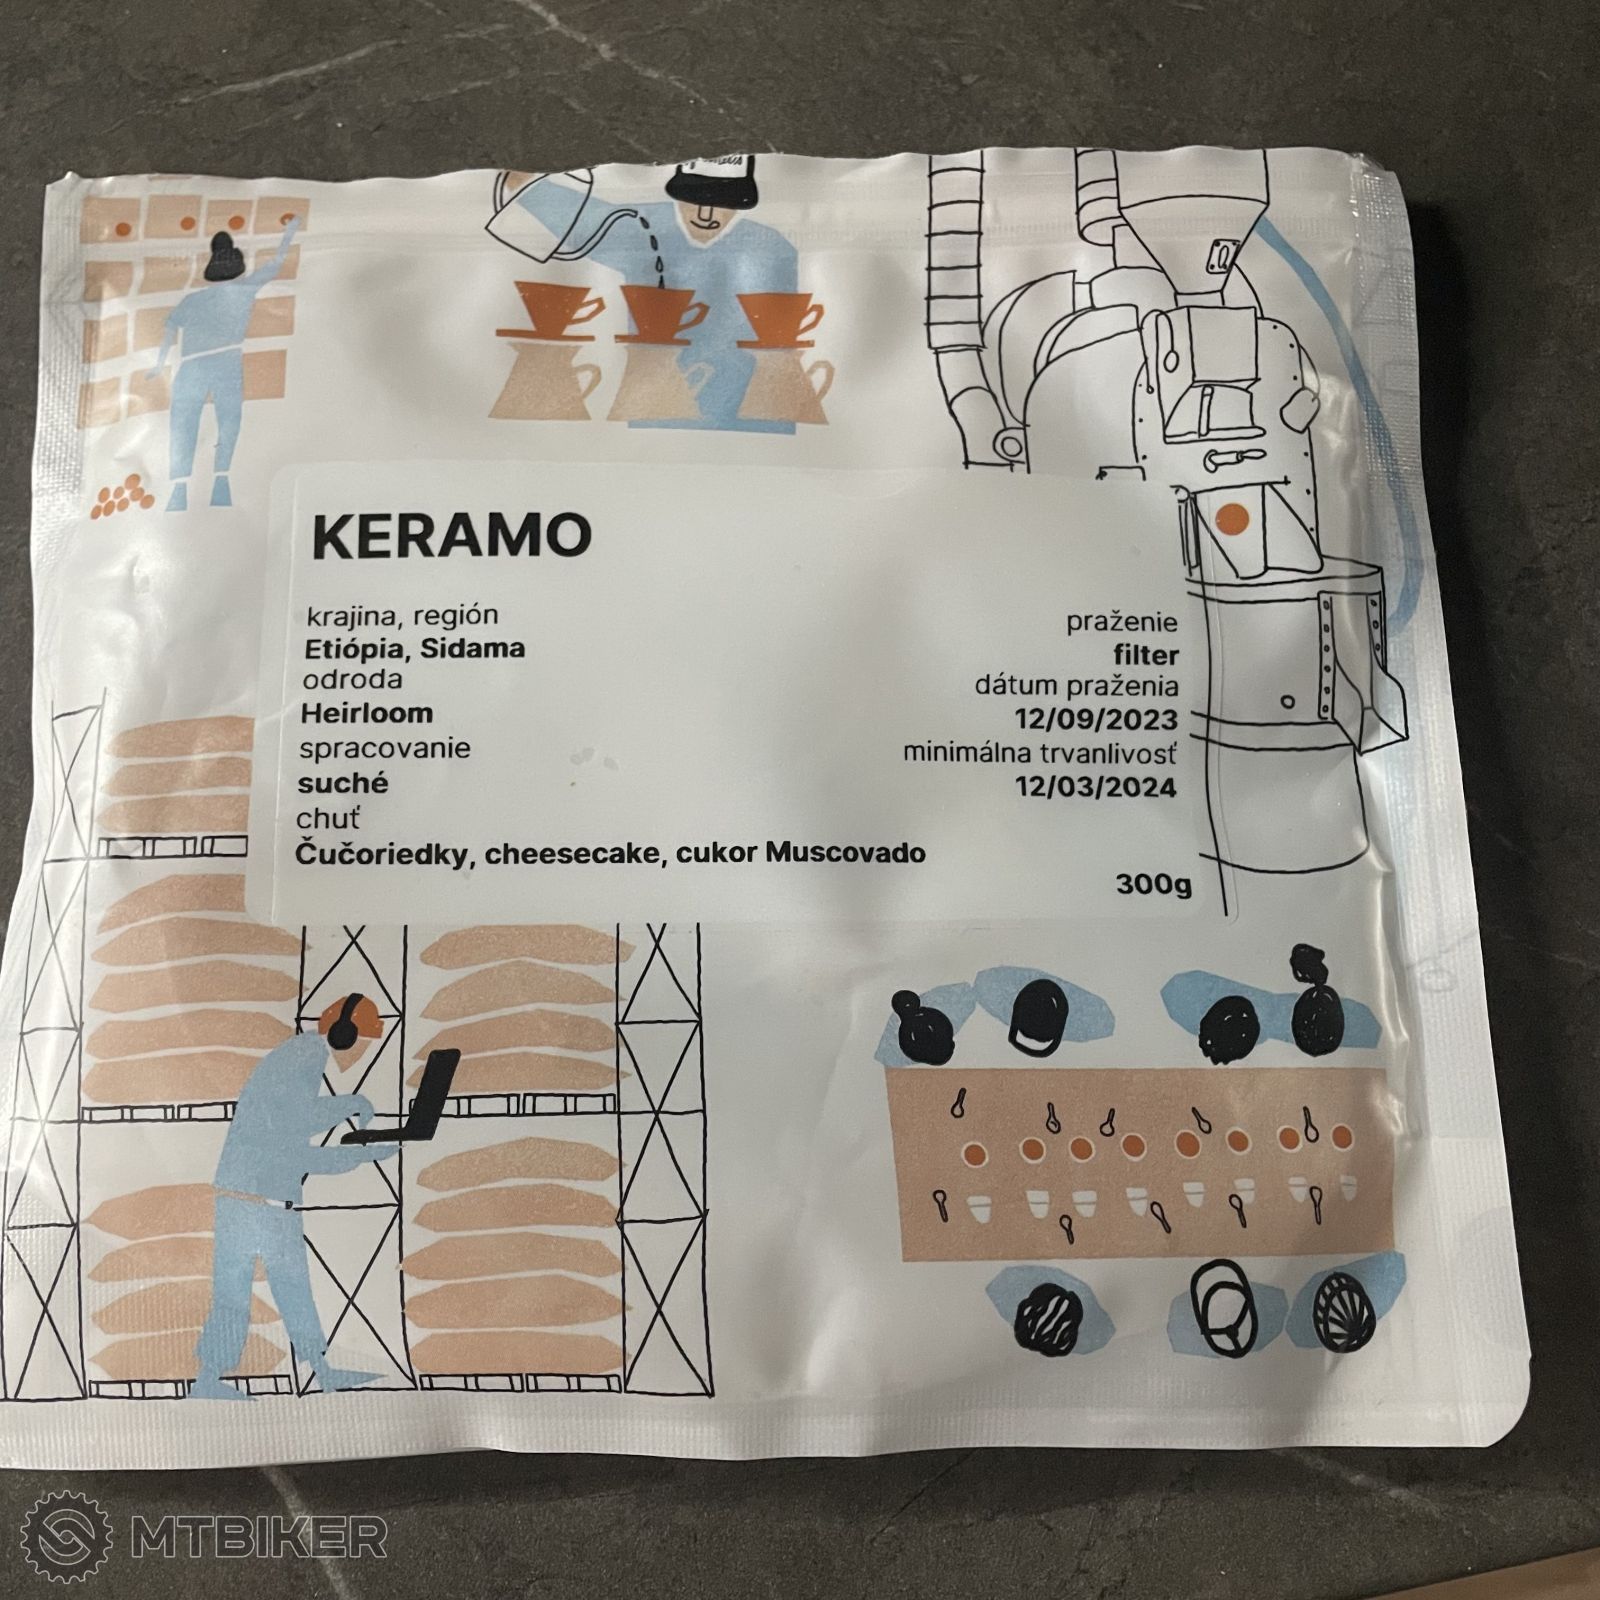 KERAMO
krajina, región
Etiópia, Sidama
odroda
Heirloom
spracovanie
suché
chuť
Čučoriedky, cheesecake, cukor Muscovado
praženie
filter
dátum praženia
12/09/2023
minimálna trvanlivosť
12/03/2024
300g
MTBIKER